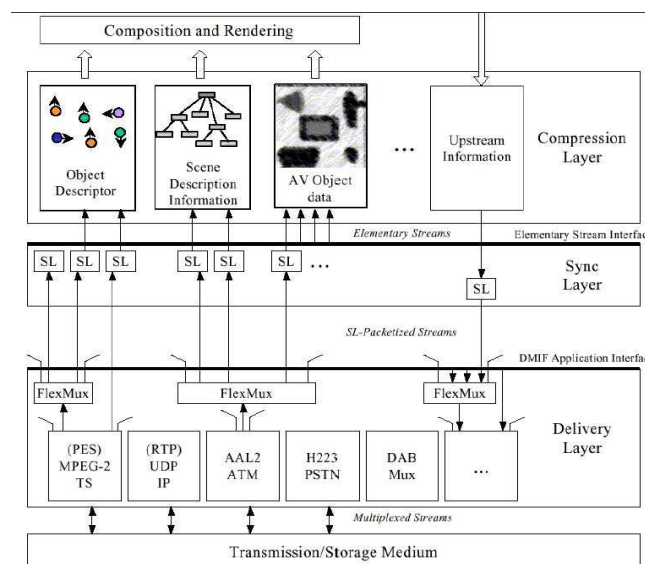 Composition and Rendering
Object
Descriptor
Scene
Description
Information
AV Object
data
...
Upstream
Information
Compression
Layer
Elementary Streams
Elementary Stream Interfac
SL
SL
SL
SL
SL
SL
...
SL
Sync
Layer
SL-Packetized Streams
DMIF Application Interfac
FlexMux
FlexMux
FlexMux
(PES)
MPEG-2
TS
(RTP)
UDP
IP
AAL2
ATM
H223
PSTN
DAB
Mux
...
Delivery
Layer
Multiplexed Streams
Transmission/Storage Medium